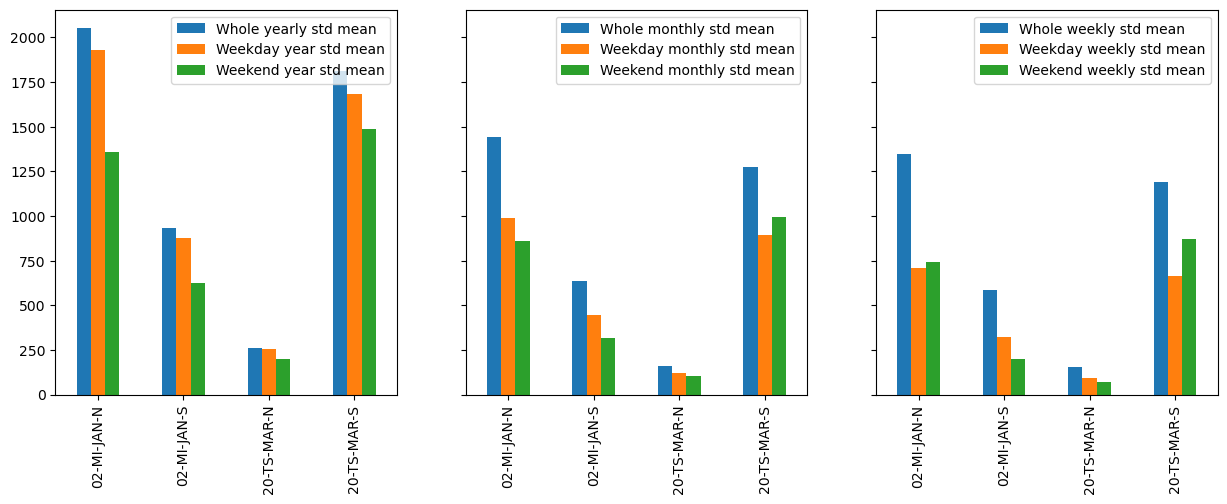 Whole yearly std mean
Weekday year std mean
Weekend year std mean
2000
1750
1500
1250
1000
750
500
250
0
02-MI-JAN-N
02-MI-JAN-S
20-TS-MAR-N
20-TS-MAR-S
Whole monthly std mean
Weekday monthly std mean
Weekend monthly std mean
02-MI-JAN-N
02-MI-JAN-S
20-TS-MAR-N
20-TS-MAR-S
Whole weekly std mean
Weekday weekly std mean
Weekend weekly std mean
02-MI-JAN-N
02-MI-JAN-S
20-TS-MAR-N
20-TS-MAR-S